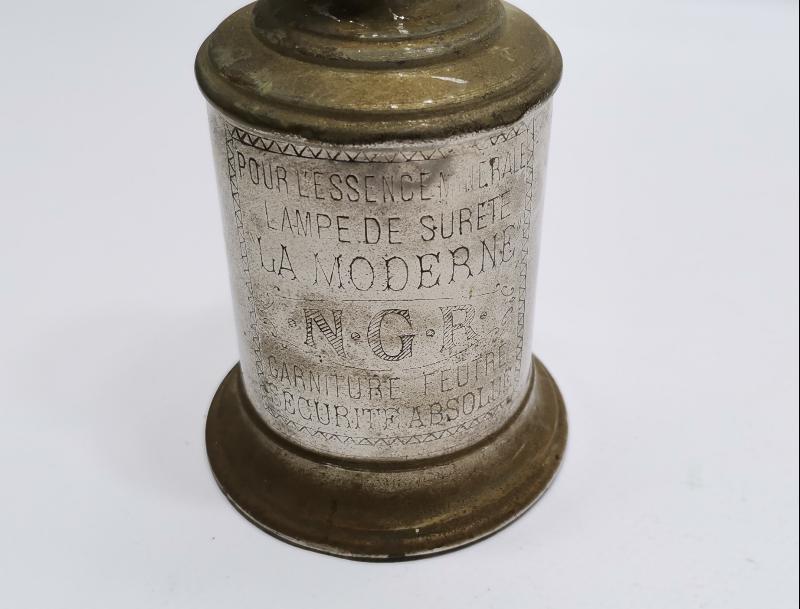 POUR L'ESSENCE MINERALE
LAMPE DE SURETE
"LA MODERNE"
· N · G · R ·
GARNITURE FEUTRE
SECURITE ABSOLUE